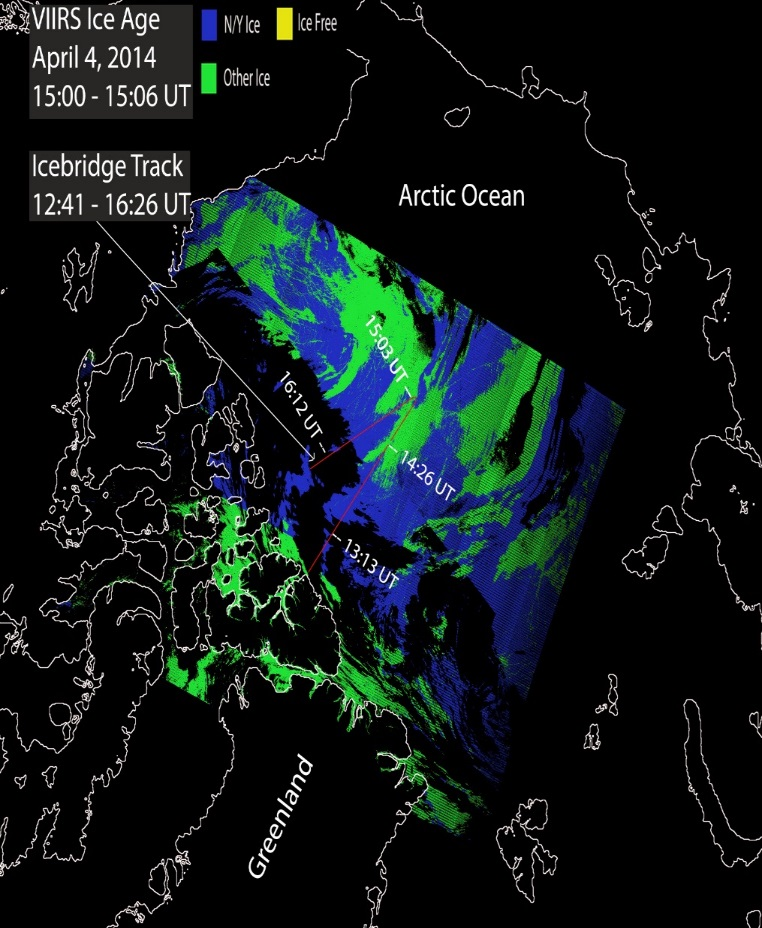 VIIRS Ice Age
April 4, 2014
15:00 - 15:06 UT
N/Y Ice
Ice Free
Other Ice
Icebridge Track
12:41 - 16:26 UT
Arctic Ocean
15:03 UT
16:12 UT
14:26 UT
13:13 UT
Greenland